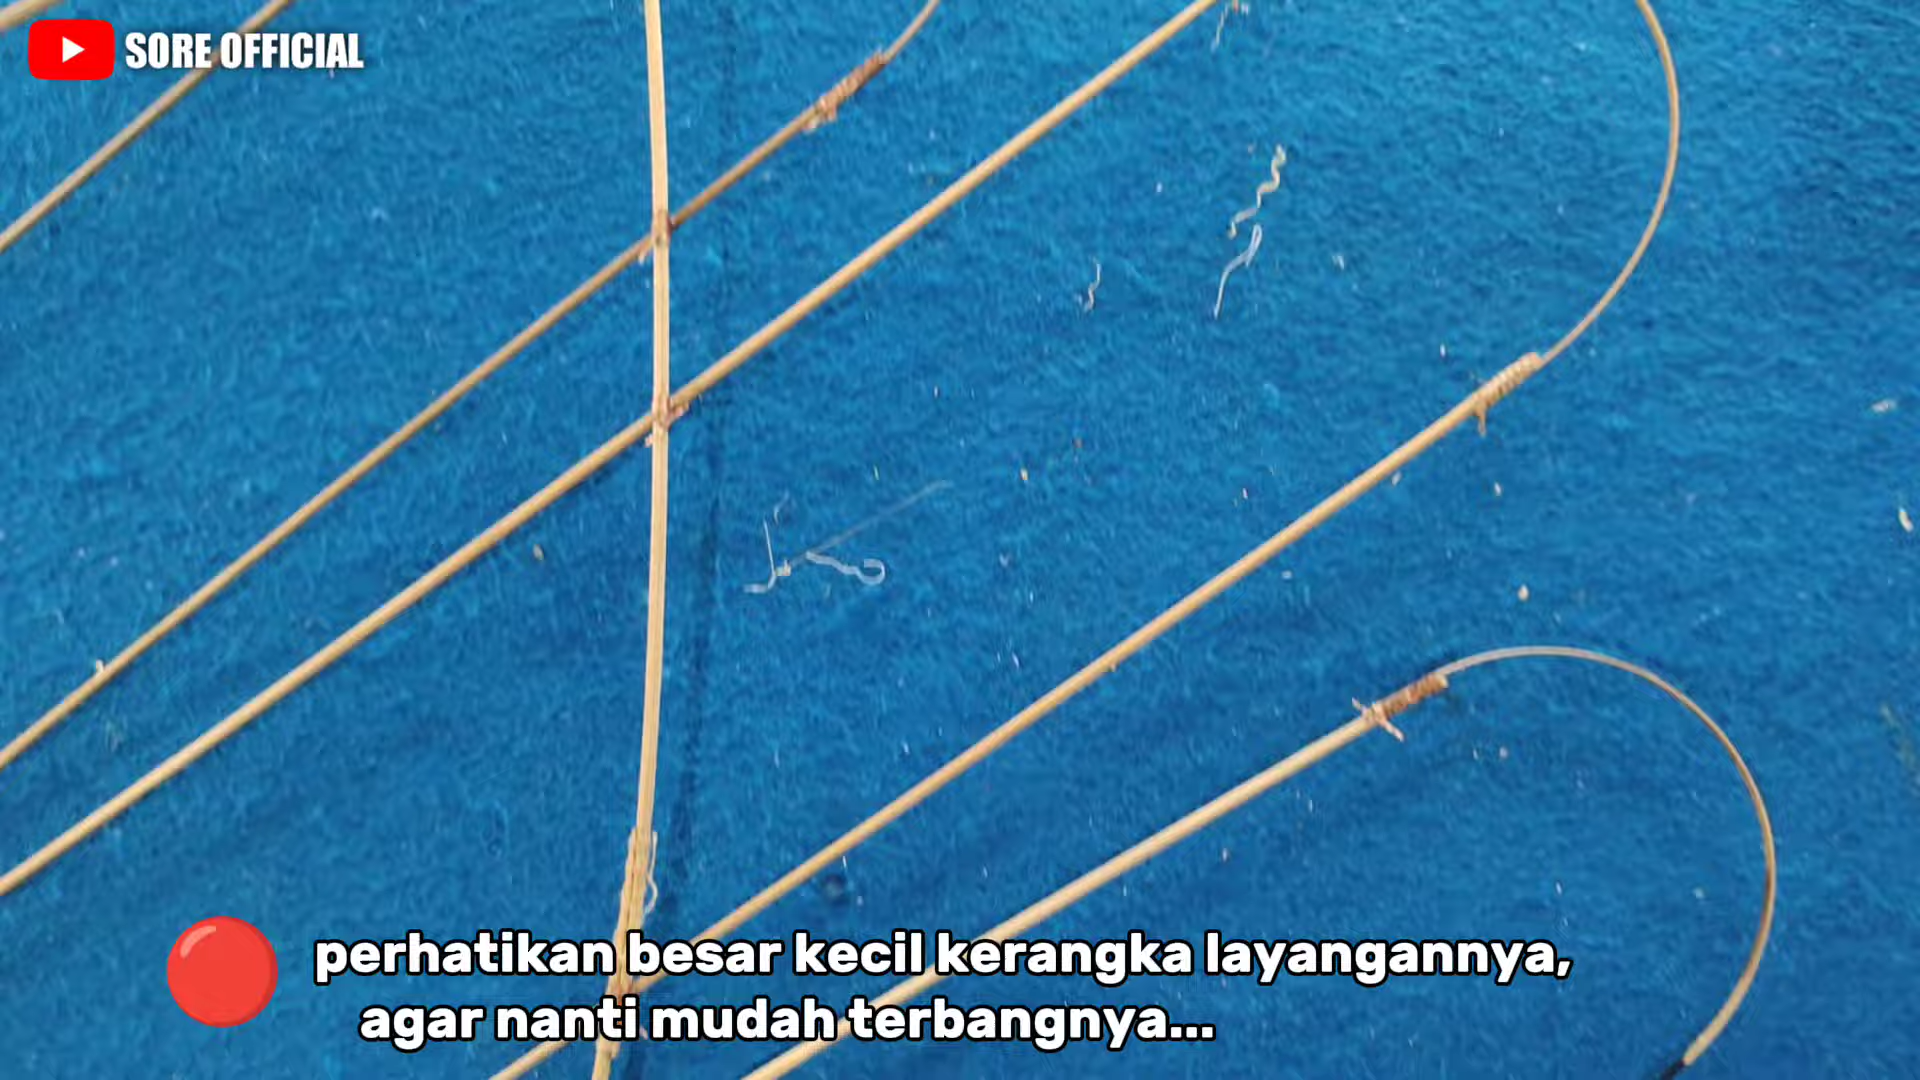 SORE OFFICIAL
perhatikan besar kecil kerangka layangannya,
agar nanti mudah terbangnya...